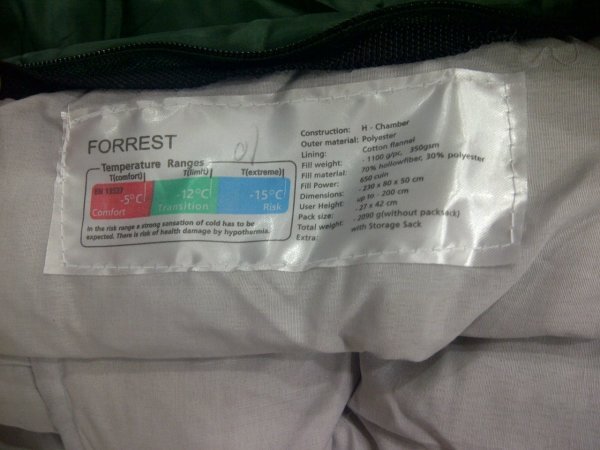 FORREST
01
Temperature Ranges
T(comfort) T(limit) T(extreme)
EN 13537
-5°C -12°C -15°C
Comfort Transition Risk
In the risk range a strong sensation of cold has to be
expected. There is risk of health damage by hypothermia.
Construction: H - Chamber
Outer material: Polyester
Lining: Cotton flannel
Fill weight: - 1100 g/pc, 350gsm
Fill material: 70% hollowfiber, 30% polyester
Fill Power: 650 cuin
Dimensions: - 230 x 80 x 50 cm
User Height: up to - 200 cm
Pack size: - 27 x 42 cm
Total weight: - 2090 g(without packsack)
Extra: with Storage Sack